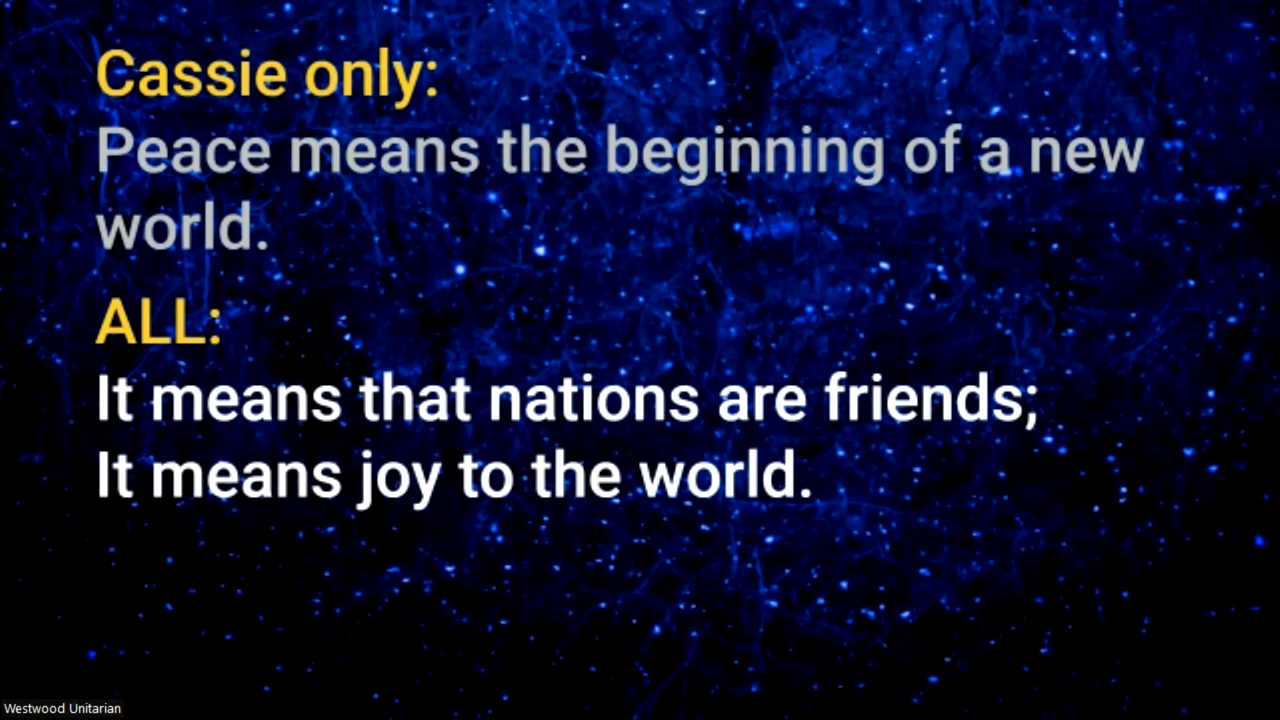 Cassie only:
Peace means the beginning of a new
world.
ALL:
It means that nations are friends;
It means joy to the world.
Westwood Unitarian